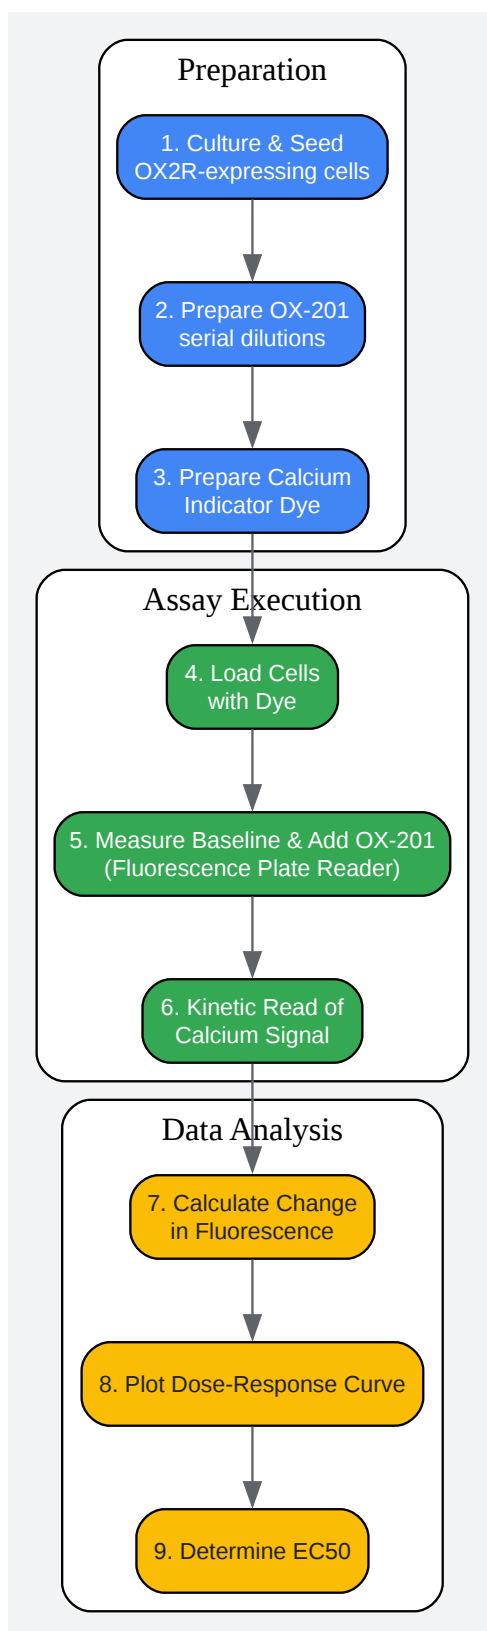 Preparation
1. Culture & Seed
OX2R-expressing cells
2. Prepare OX-201
serial dilutions
3. Prepare Calcium
Indicator Dye
Assay Execution
4. Load Cells
with Dye
5. Measure Baseline & Add OX-201
(Fluorescence Plate Reader)
6. Kinetic Read of
Calcium Signal
Data Analysis
7. Calculate Change
in Fluorescence
8. Plot Dose-Response Curve
9. Determine EC50